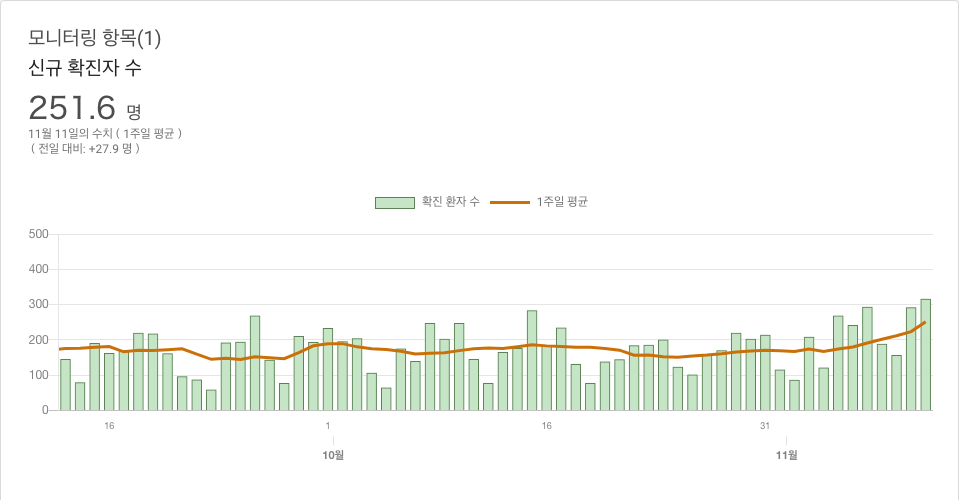 모니터링 항목(1)
신규 확진자 수
251.6 명
11월 11일의 수치 ( 1주일 평균 )
( 전일 대비: +27.9 명 )
확진 환자 수 1주일 평균
500
400
300
200
100
0
16 1 16 31
10월 11월